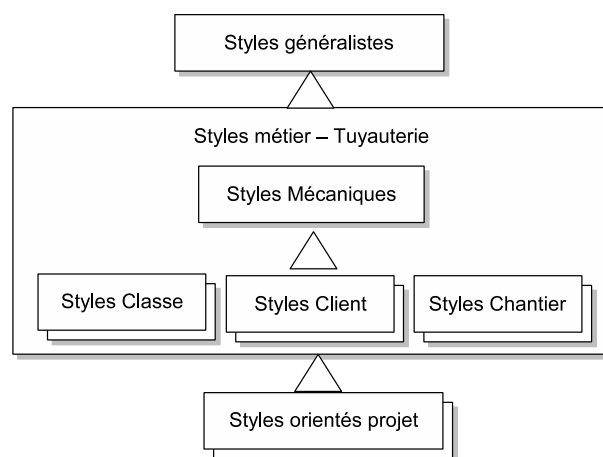 Styles généralistes
Styles métier – Tuyauterie
Styles Mécaniques
Styles Classe
Styles Client
Styles Chantier
Styles orientés projet